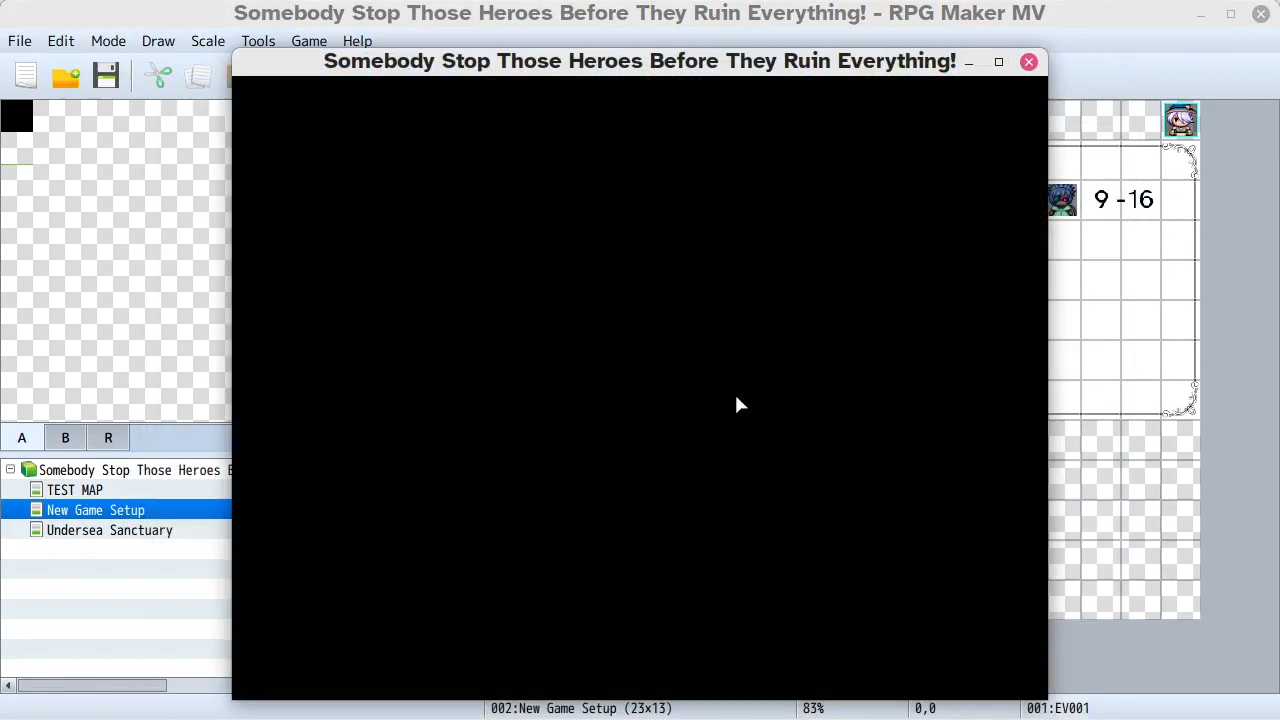 Somebody Stop Those Heroes Before They Ruin Everything! - RPG Maker MV
File Edit Mode Draw Scale Tools Game Help
Somebody Stop Those Heroes Before They Ruin Everything!
9 -16
A B R
Somebody Stop Those Heroes
TEST MAP
New Game Setup
Undersea Sanctuary
002:New Game Setup (23x13) 83% 0,0 001:EV001